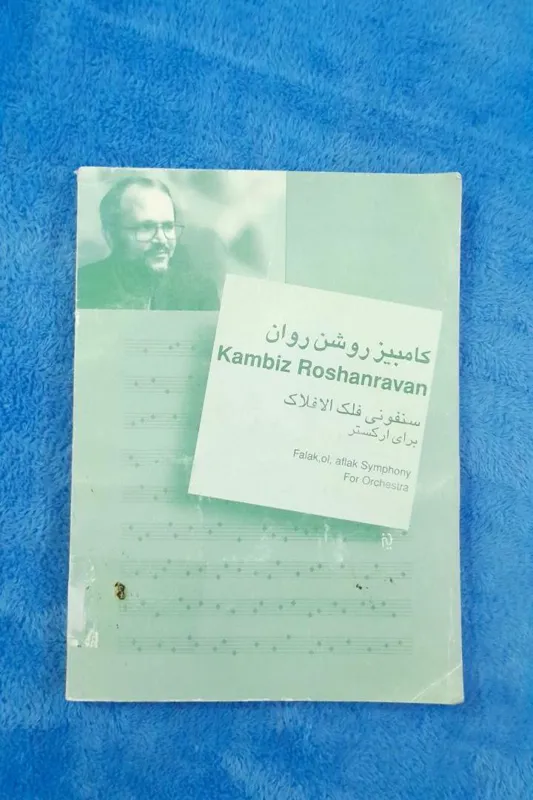 کامبیز روشن روان
Kambiz Roshanravan
سنفونی فلک الافلاک
برای ارکستر
Falak,ol, aflak Symphony
For Orchestra